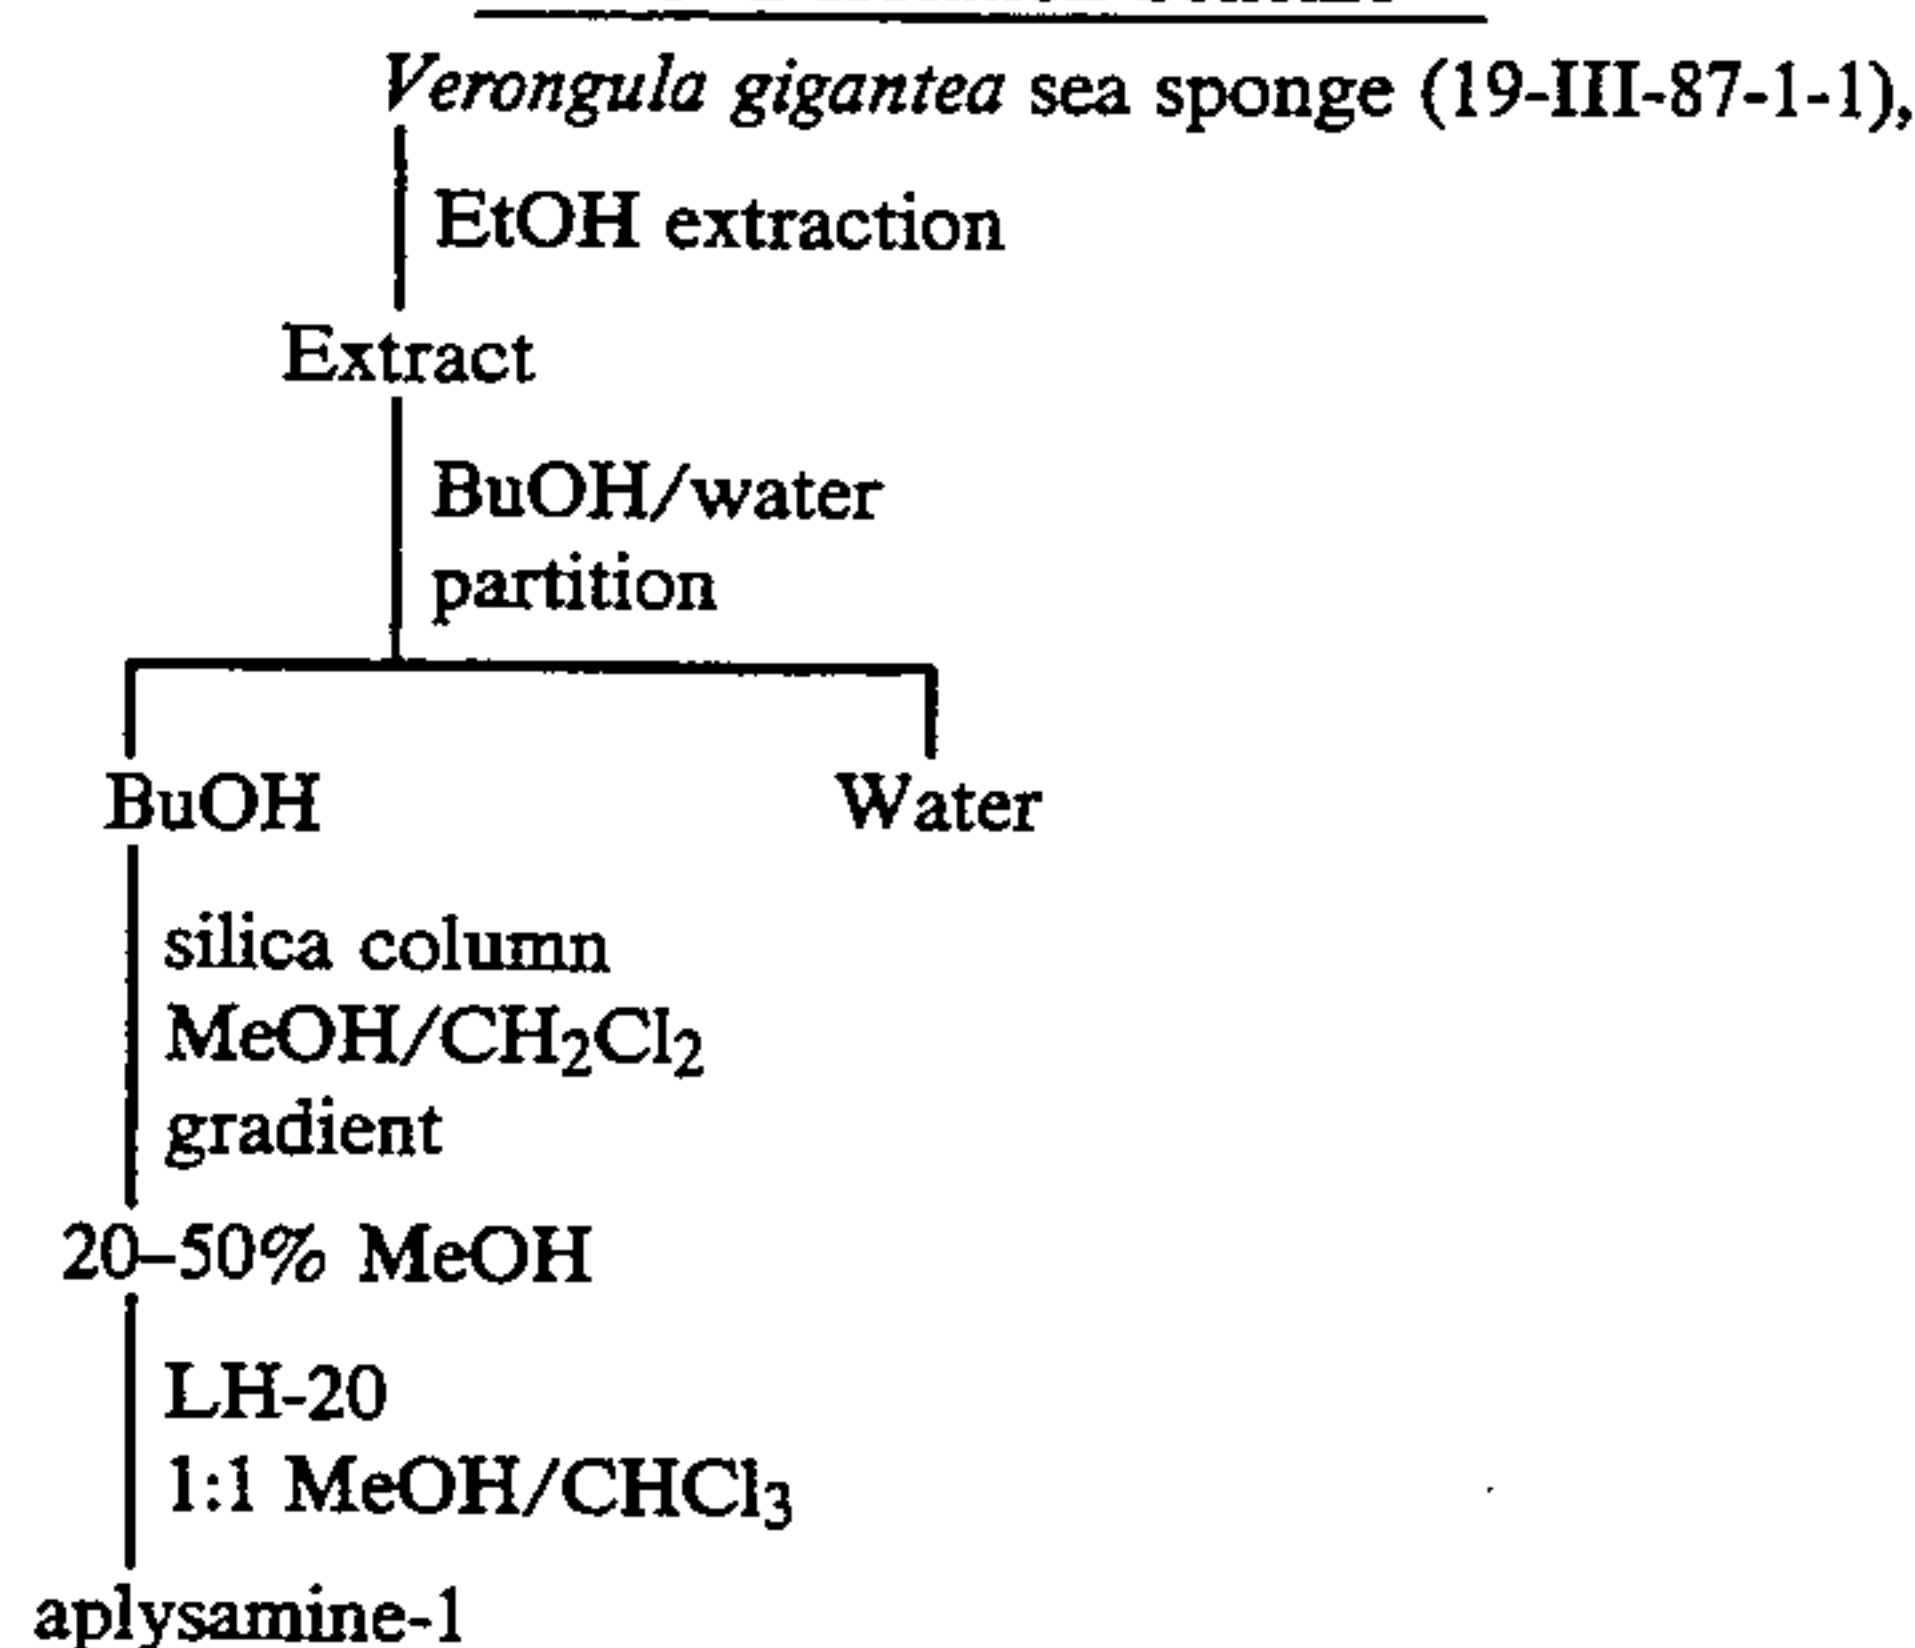 Verongula gigantea sea sponge (19-III-87-1-1),
EtOH extraction
Extract
BuOH/water
partition
BuOH
Water
silica column
MeOH/CH₂Cl₂
gradient
20–50% MeOH
LH-20
1:1 MeOH/CHCl₃
aplysamine-1